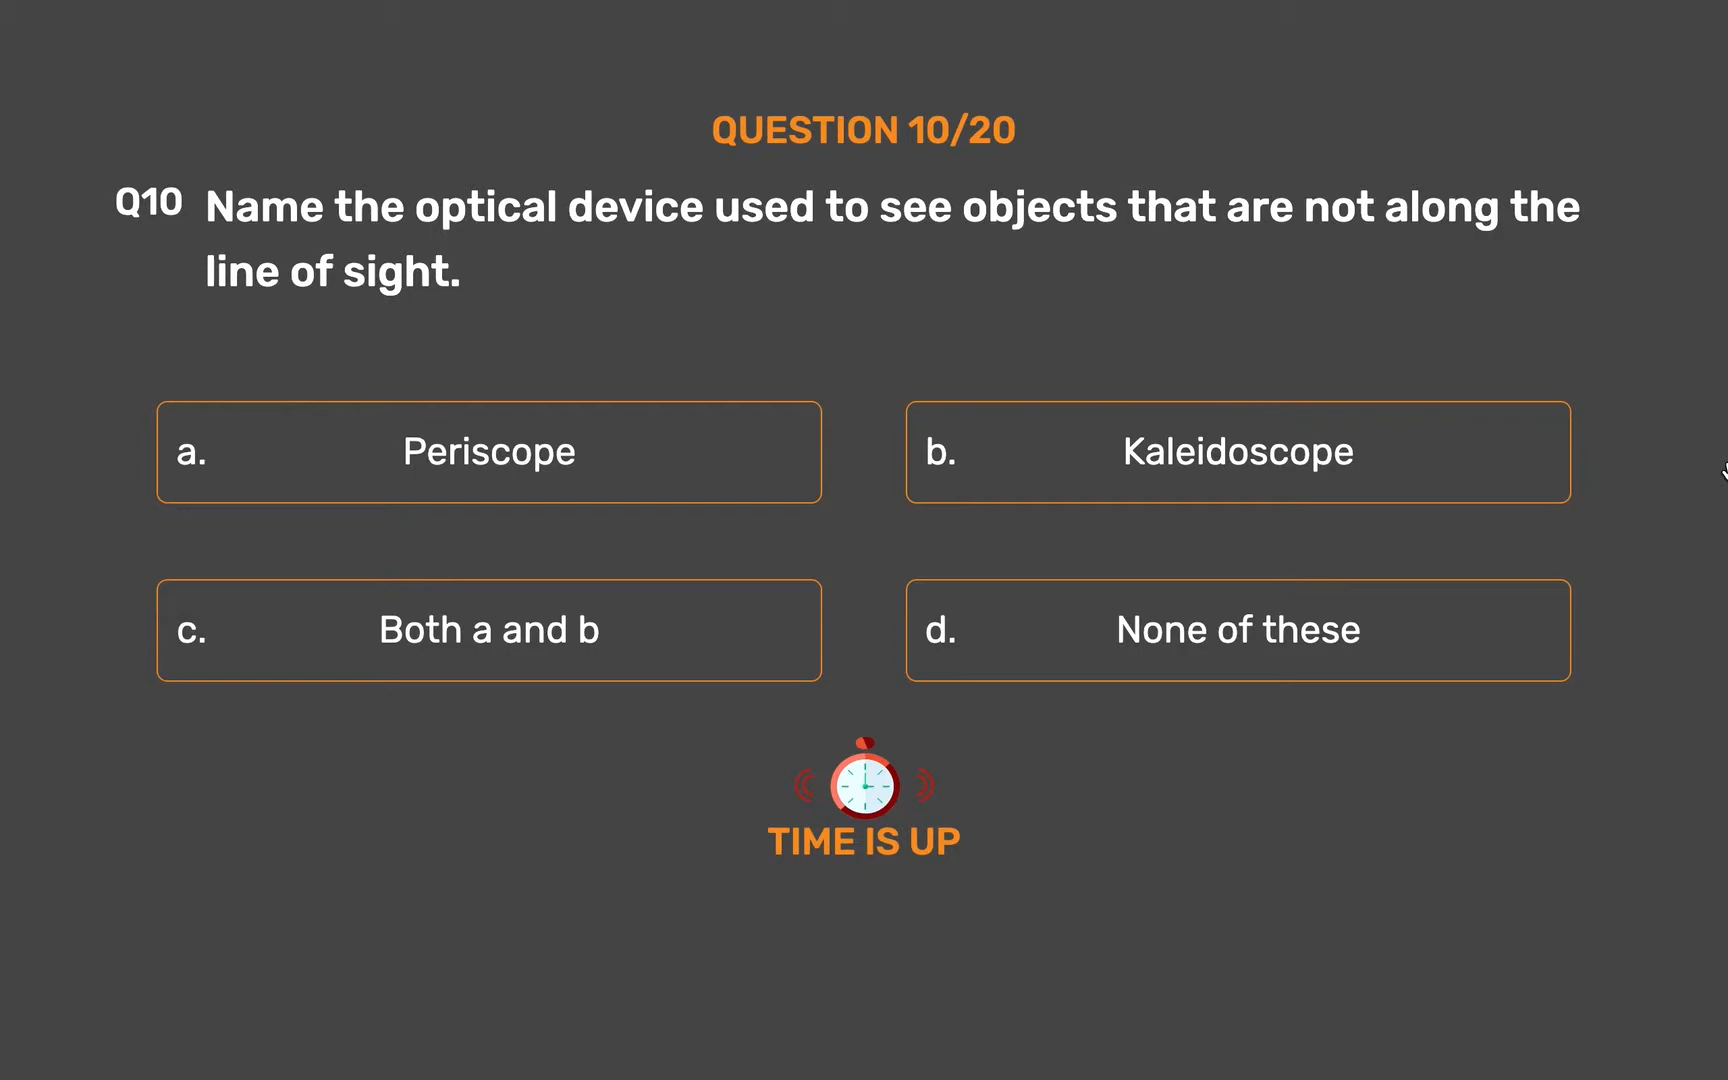 QUESTION 10/20
Q10 Name the optical device used to see objects that are not along the
line of sight.
a. Periscope
b. Kaleidoscope
c. Both a and b
d. None of these
TIME IS UP